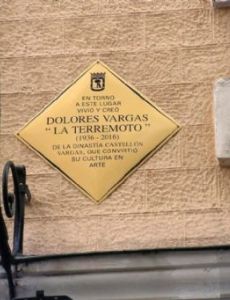 EN TORNO
A ESTE LUGAR
VIVIÓ Y CREÓ
DOLORES VARGAS
"LA TERREMOTO"
(1936-2016)
DE LA DINASTÍA CASTELLÓN
VARGAS, QUE CONVIRTIÓ
SU CULTURA EN
ARTE